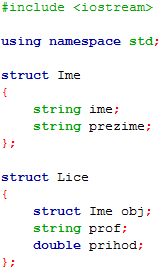 #include <iostream>
using namespace std;
struct Ime
{
string ime;
string prezime;
};
struct Lice
{
struct Ime obj;
string prof;
double prihod;
};